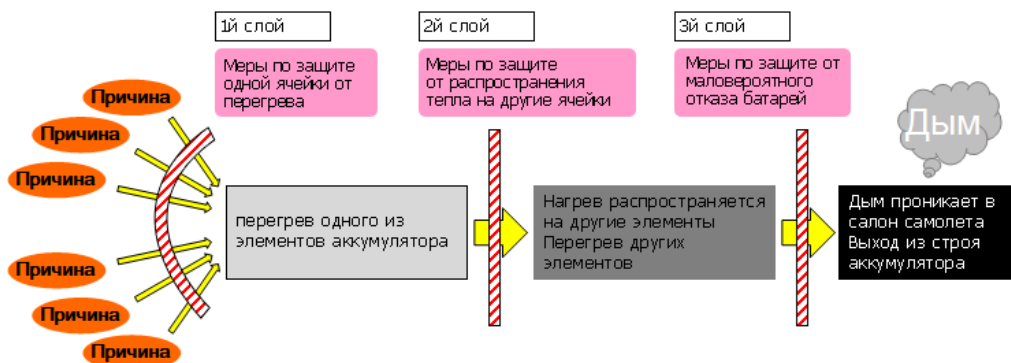 1й слой
2й слой
3й слой
Меры по защите
одной ячейки от
перегрева
Меры по защите
от распространения
тепла на другие ячейки
Меры по защите от
маловероятного
отказа батарей
Причина
Причина
Причина
Причина
Причина
Причина
перегрев одного из
элементов аккумулятора
Нагрев распространяется
на другие элементы
Перегрев других
элементов
Дым
Дым проникает в
салон самолета
Выход из строя
аккумулятора